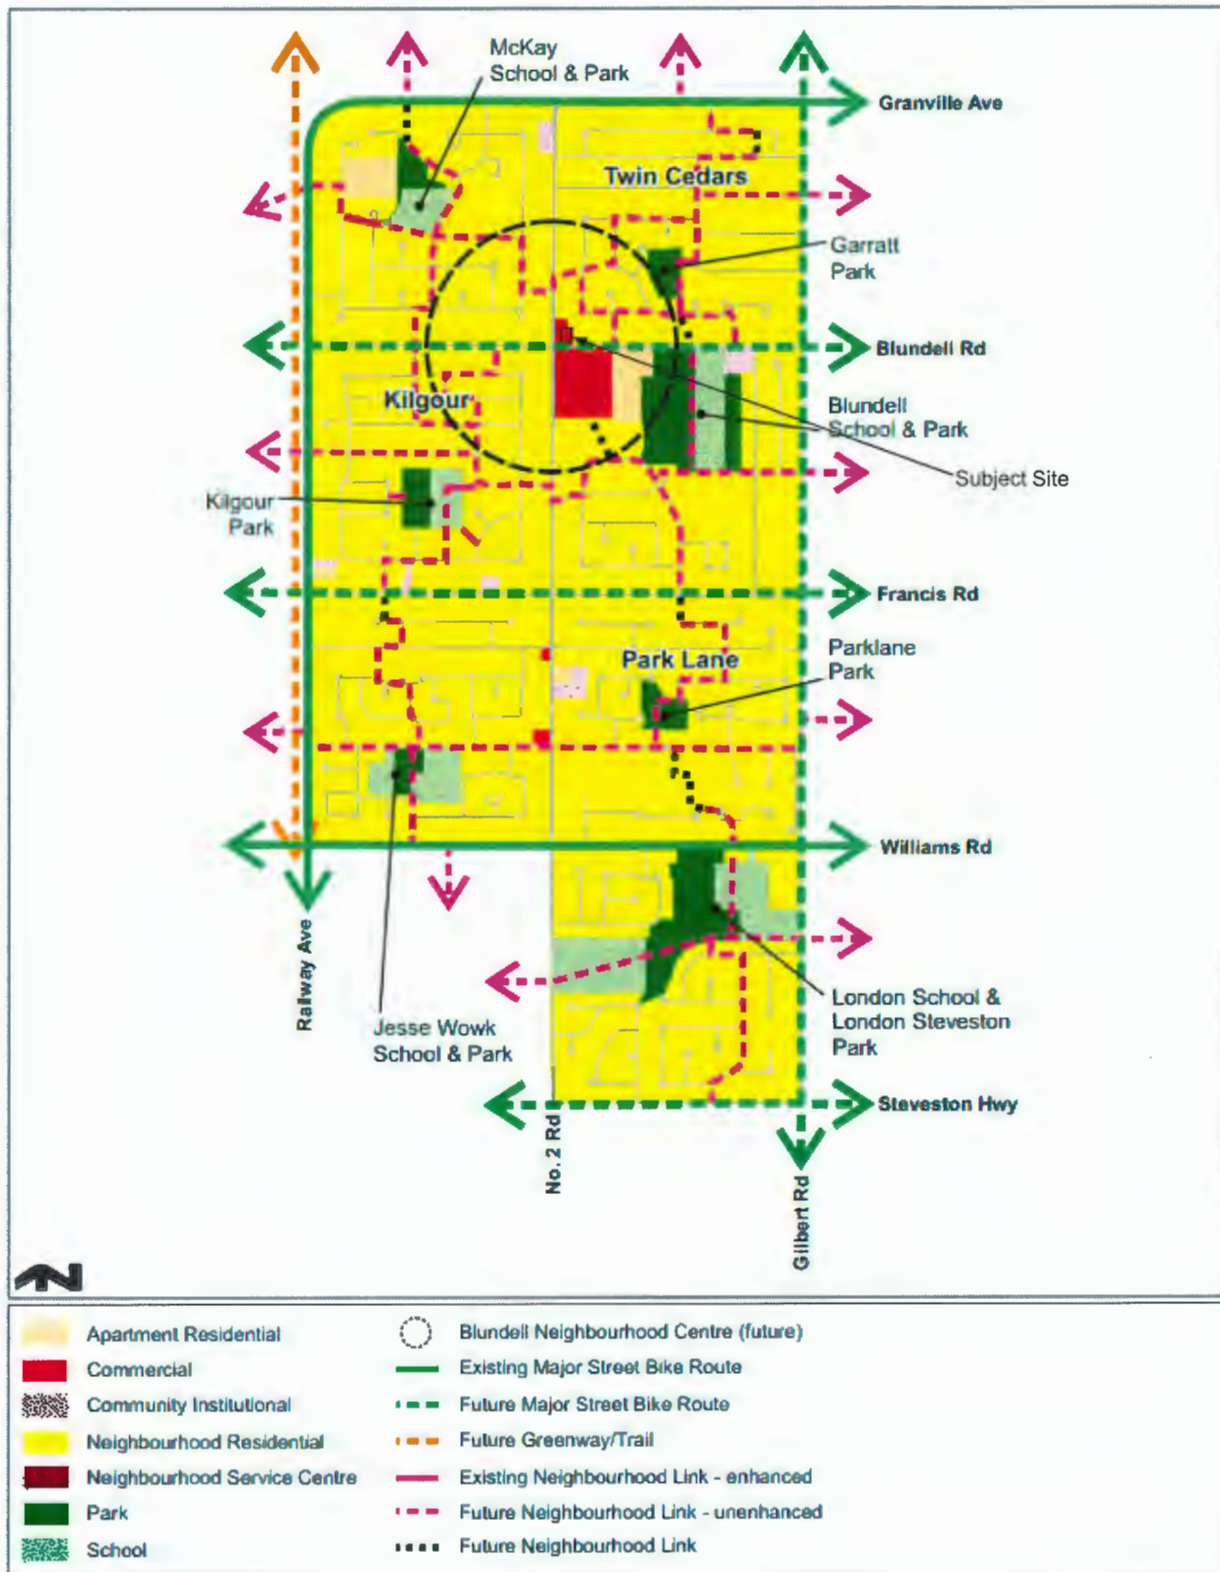 McKay
School & Park
Granville Ave
Twin Cedars
Garratt
Park
Blundell Rd
Kilgour
Blundell
School & Park
Subject Site
Kilgour
Park
Francis Rd
Park Lane
Parklane
Park
Williams Rd
Railway Ave
Jesse Wowk
School & Park
London School &
London Steveston
Park
Steveston Hwy
No. 2 Rd
Gilbert Rd
N
Apartment Residential
Commercial
Community Institutional
Neighbourhood Residential
Neighbourhood Service Centre
Park
School
Blundell Neighbourhood Centre (future)
Existing Major Street Bike Route
Future Major Street Bike Route
Future Greenway/Trail
Existing Neighbourhood Link - enhanced
Future Neighbourhood Link - unenhanced
Future Neighbourhood Link